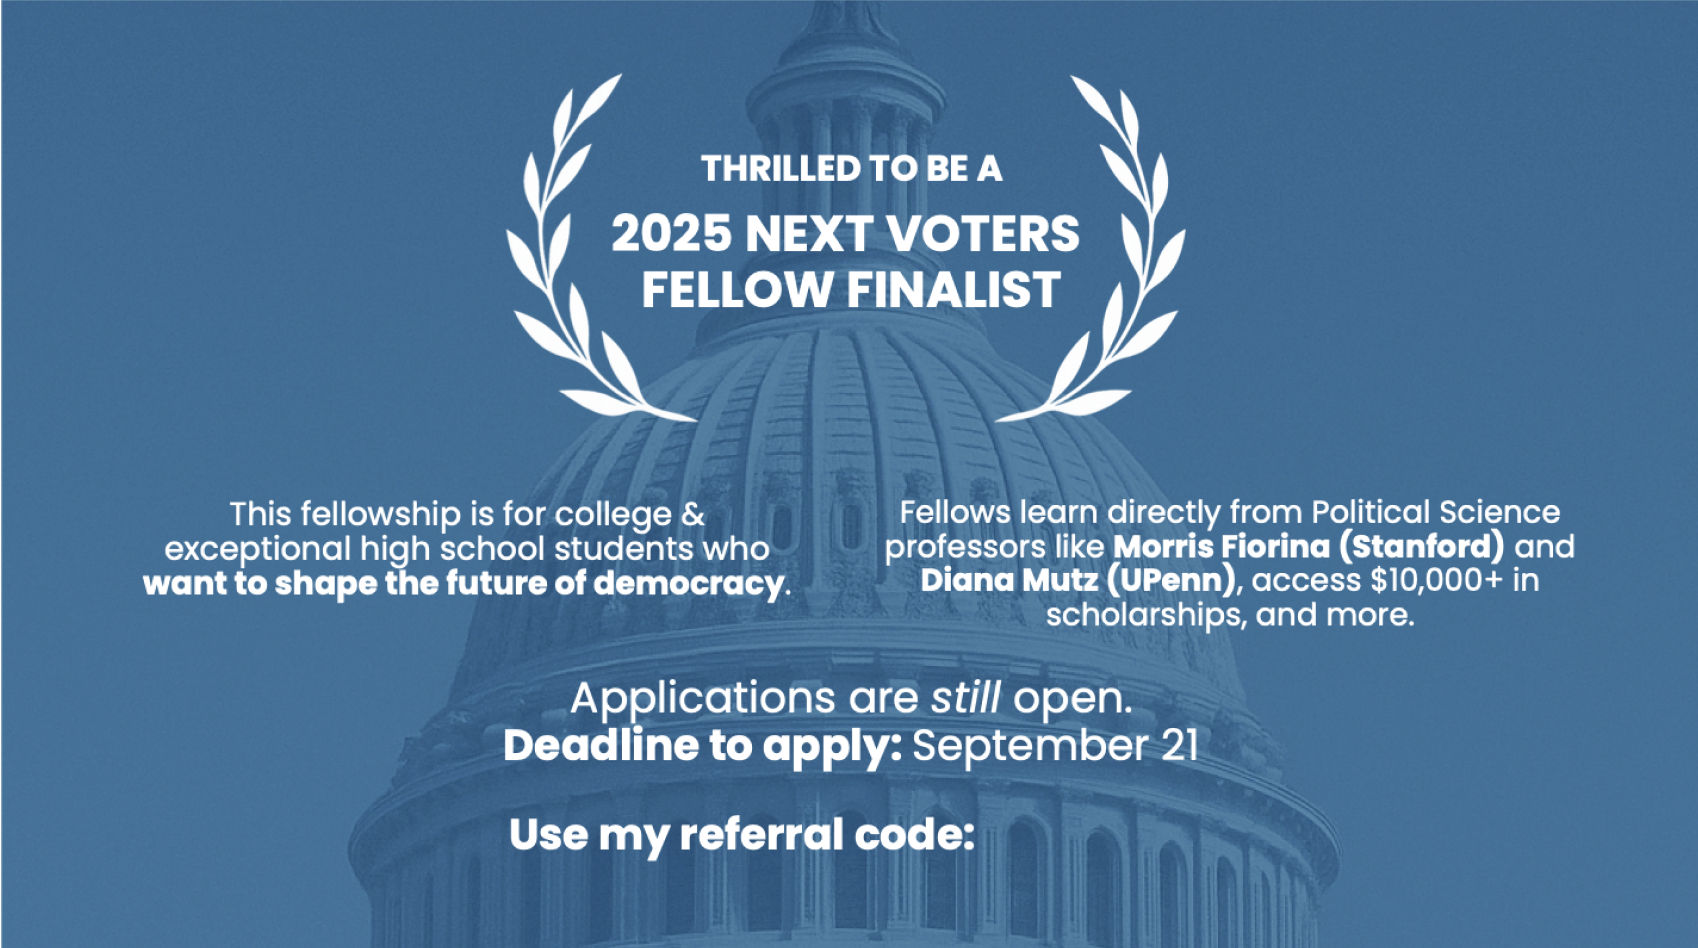 THRILLED TO BE A
2025 NEXT VOTERS
FELLOW FINALIST
This fellowship is for college &
exceptional high school students who
want to shape the future of democracy.
Fellows learn directly from Political Science
professors like Morris Fiorina (Stanford) and
Diana Mutz (UPenn), access $10,000+ in
scholarships, and more.
Applications are still open.
Deadline to apply: September 21
Use my referral code: